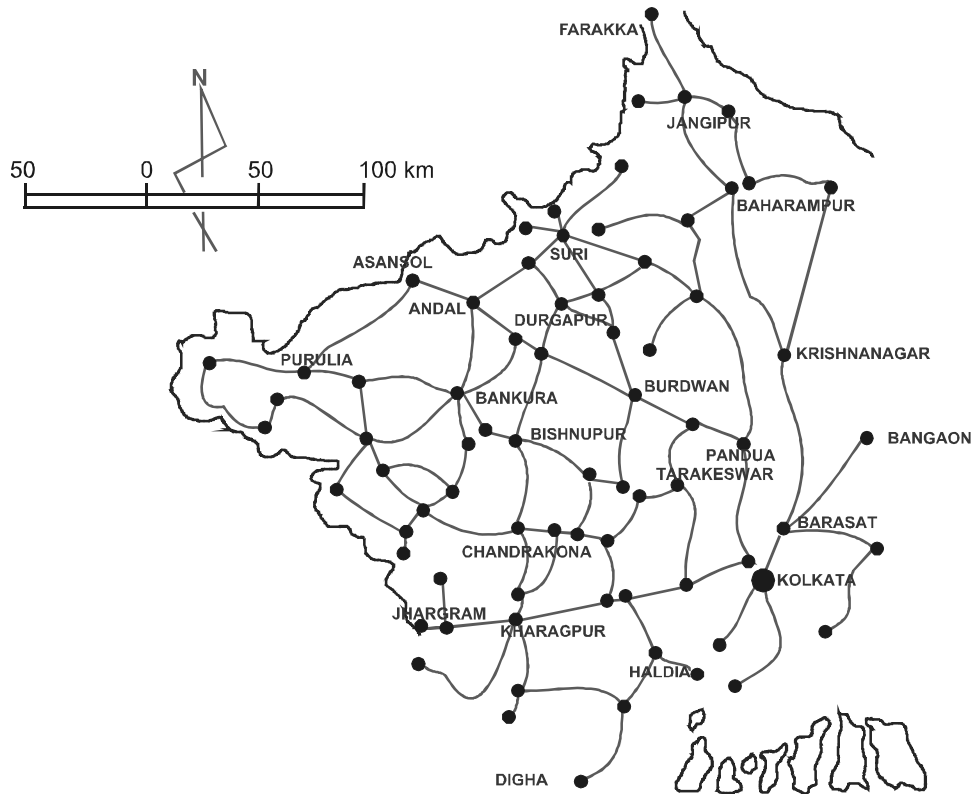 FARAKKA
N
JANGIPUR
50 0 50 100 km
BAHARAMPUR
SURI
ASANSOL
ANDAL
DURGAPUR
PURULIA
KRISHNANAGAR
BURDWAN
BANKURA
BISHNUPUR
BANGAON
PANDUA
TARAKESWAR
BARASAT
CHANDRAKONA
KOLKATA
JHARGRAM
KHARAGPUR
HALDIA
DIGHA